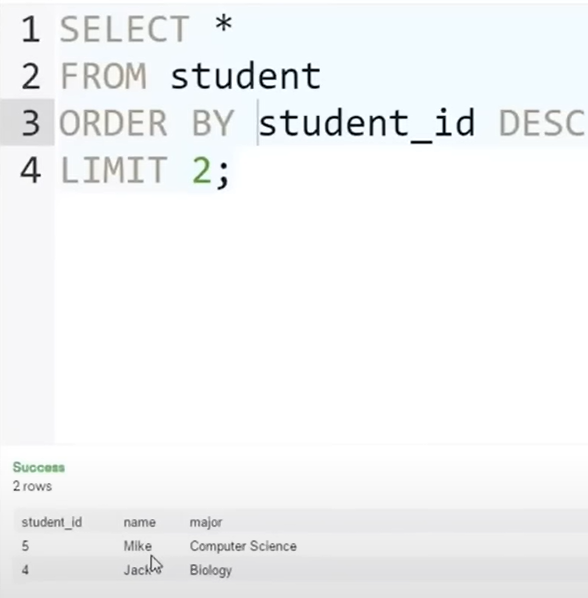 1 SELECT *
2 FROM student
3 ORDER BY student_id DESC
4 LIMIT 2;
Success
2 rows
student_id name major
5 Mike Computer Science
4 Jack Biology